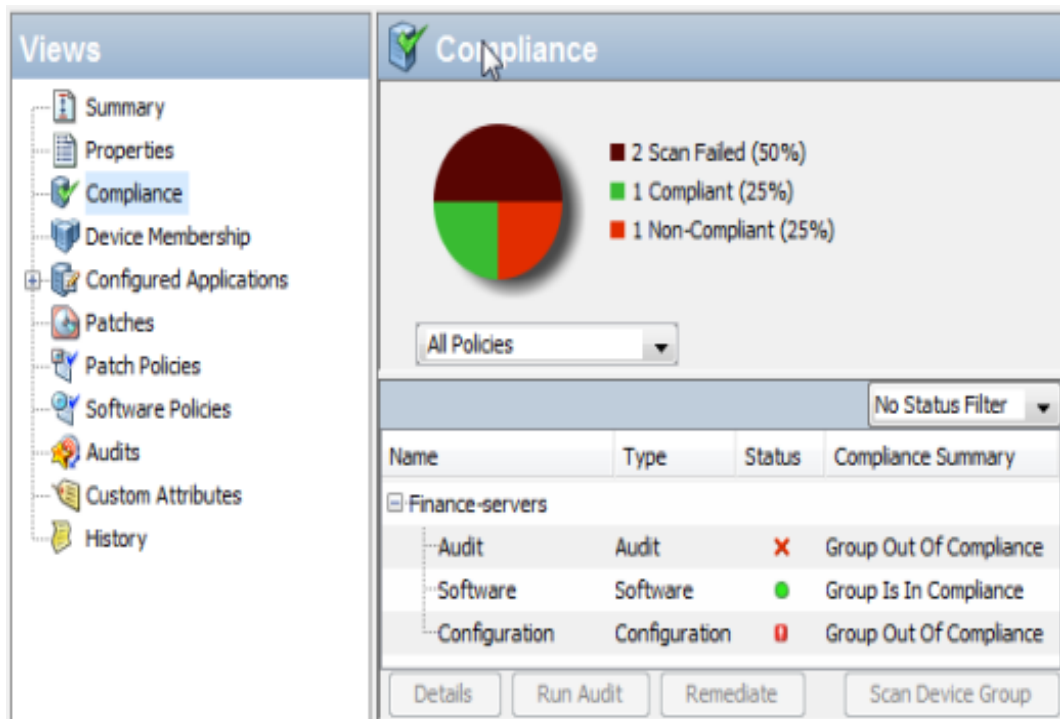 Views
Summary
Properties
Compliance
Device Membership
Configured Applications
Patches
Patch Policies
Software Policies
Audits
Custom Attributes
History
Compliance
2 Scan Failed (50%)
1 Compliant (25%)
1 Non-Compliant (25%)
All Policies
No Status Filter
Name Type Status Compliance Summary
Finance-servers
Audit Audit Group Out Of Compliance
Software Software Group Is In Compliance
Configuration Configuration Group Out Of Compliance
Details Run Audit Remediate Scan Device Group